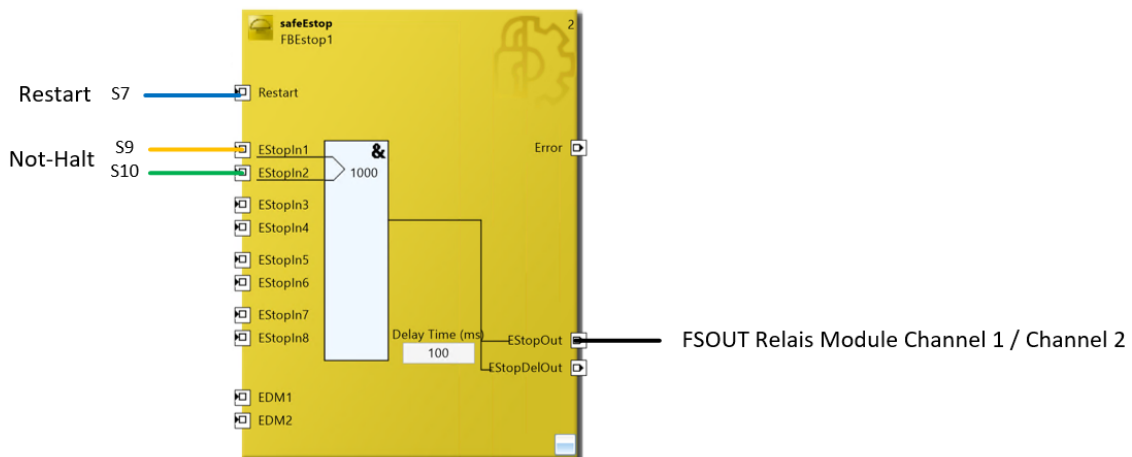 safeEstop
2
FBEstop1
Restart S7
Restart
Not-Halt
S9
S10
EStopIn1
EStopIn2
&
1000
Error
EStopIn3
EStopIn4
EStopIn5
EStopIn6
EStopIn7
EStopIn8
Delay Time (ms)
100
EStopOut
FSOUT Relais Module Channel 1 / Channel 2
EStopDelOut
EDM1
EDM2